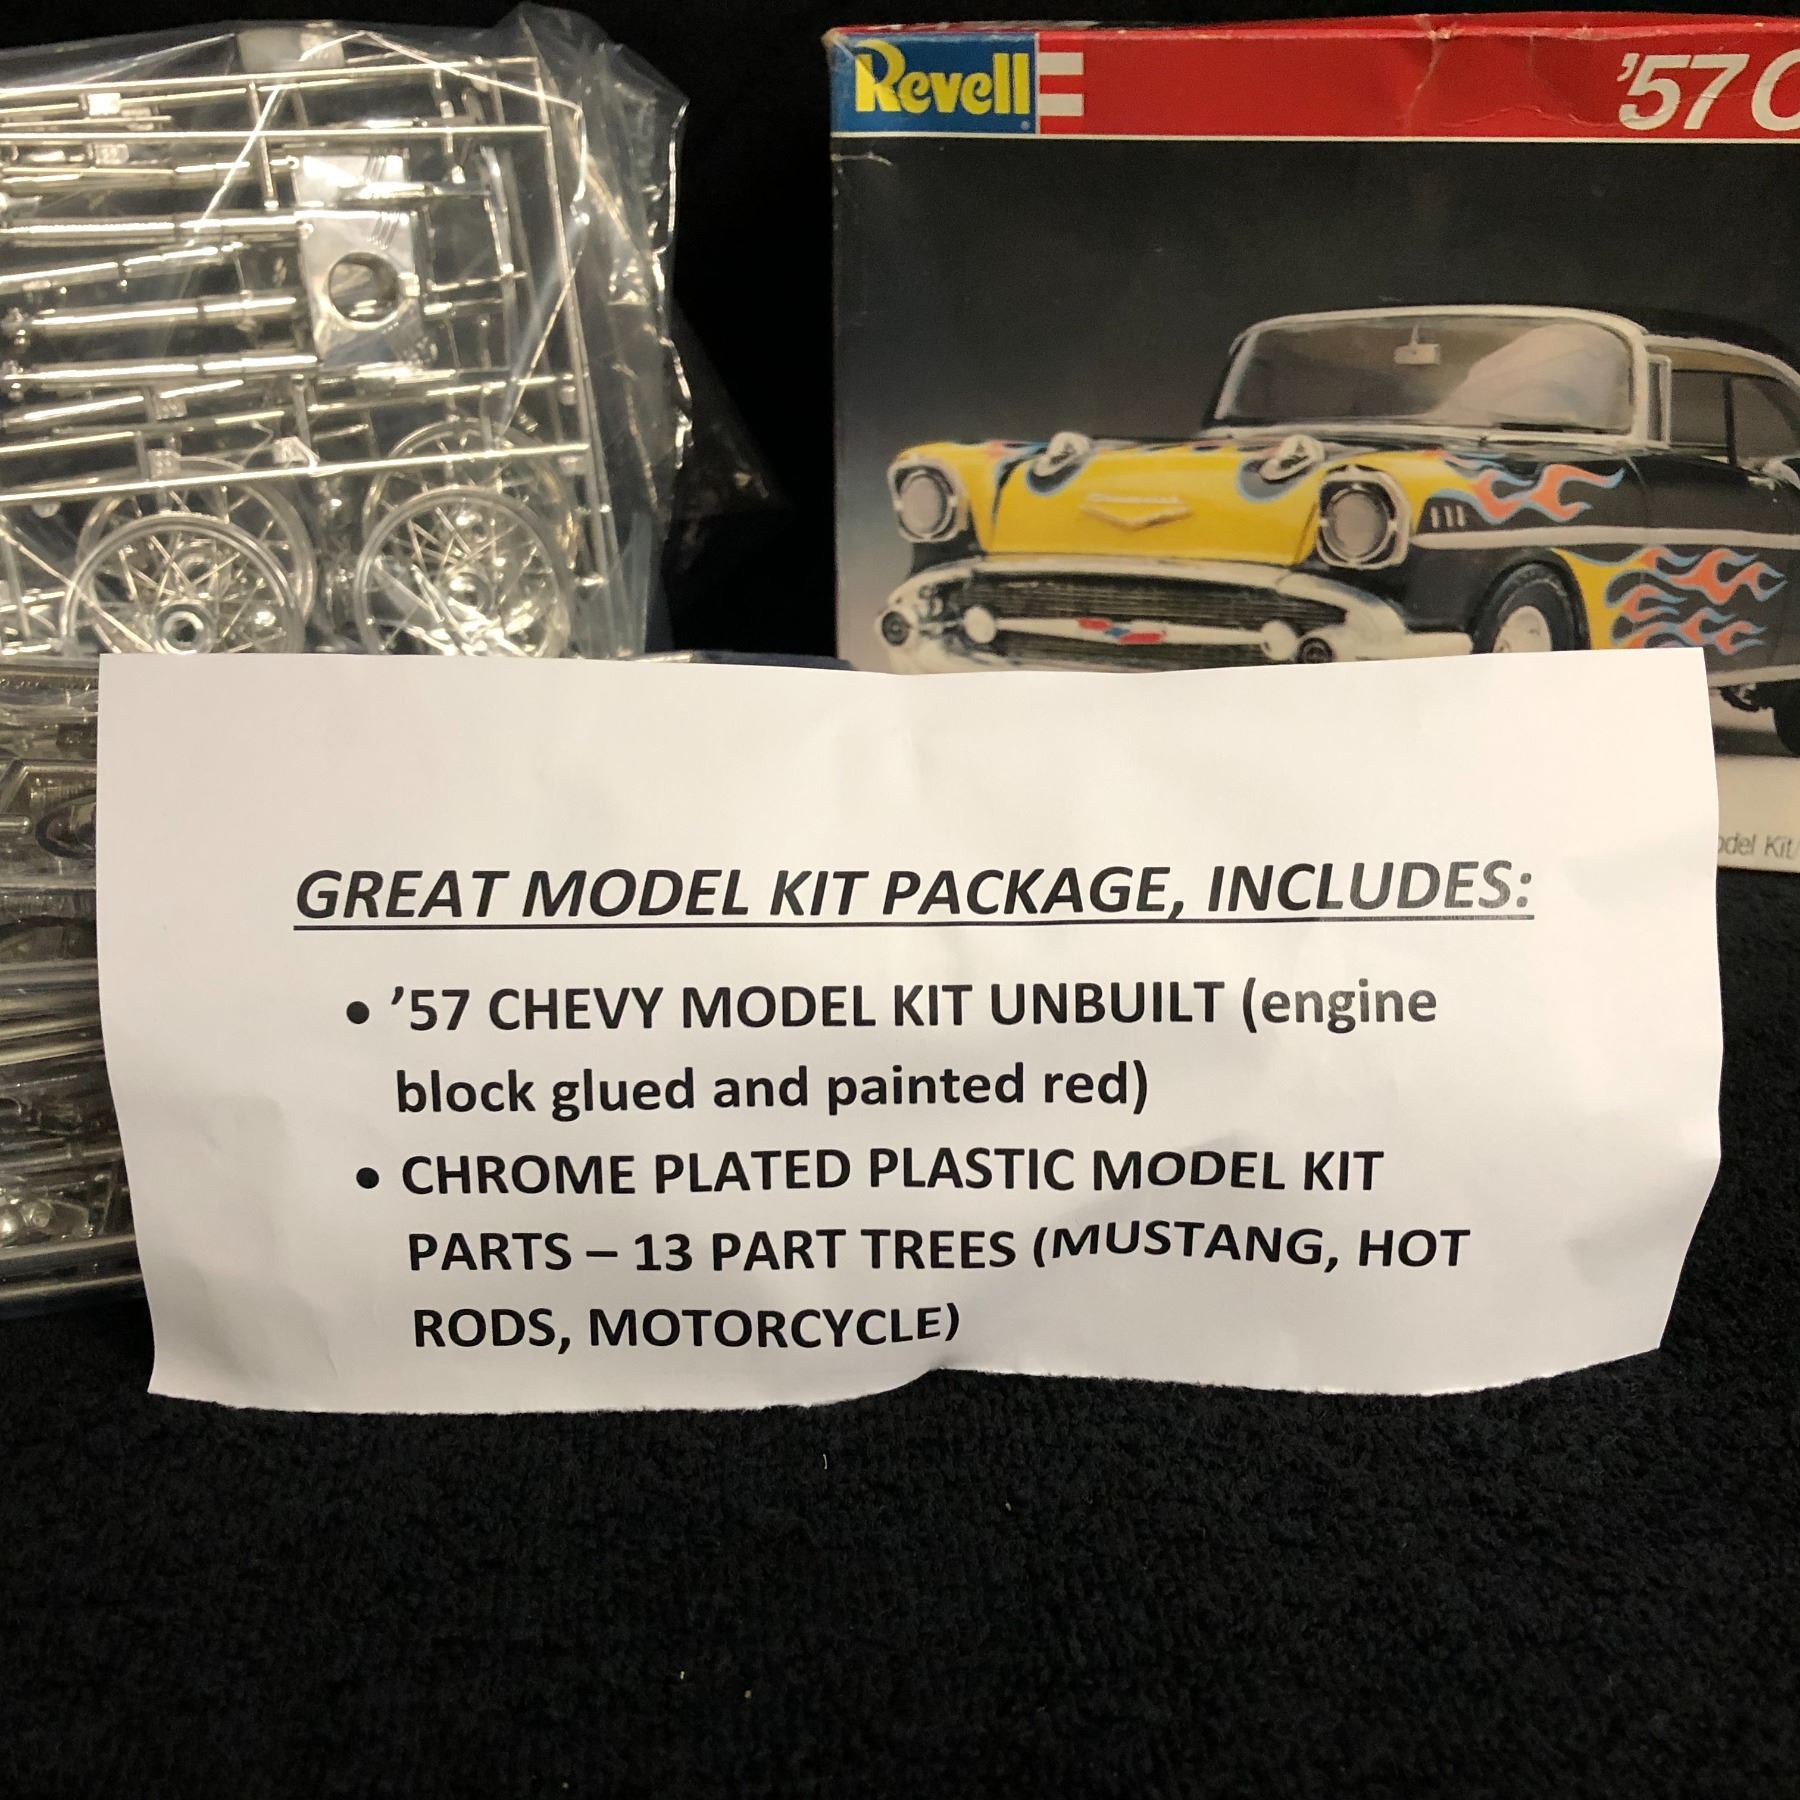 Revell
'57 C
odel Kit/
GREAT MODEL KIT PACKAGE, INCLUDES:
• ’57 CHEVY MODEL KIT UNBUILT (engine
block glued and painted red)
• CHROME PLATED PLASTIC MODEL KIT
PARTS – 13 PART TREES (MUSTANG, HOT
RODS, MOTORCYCLE)